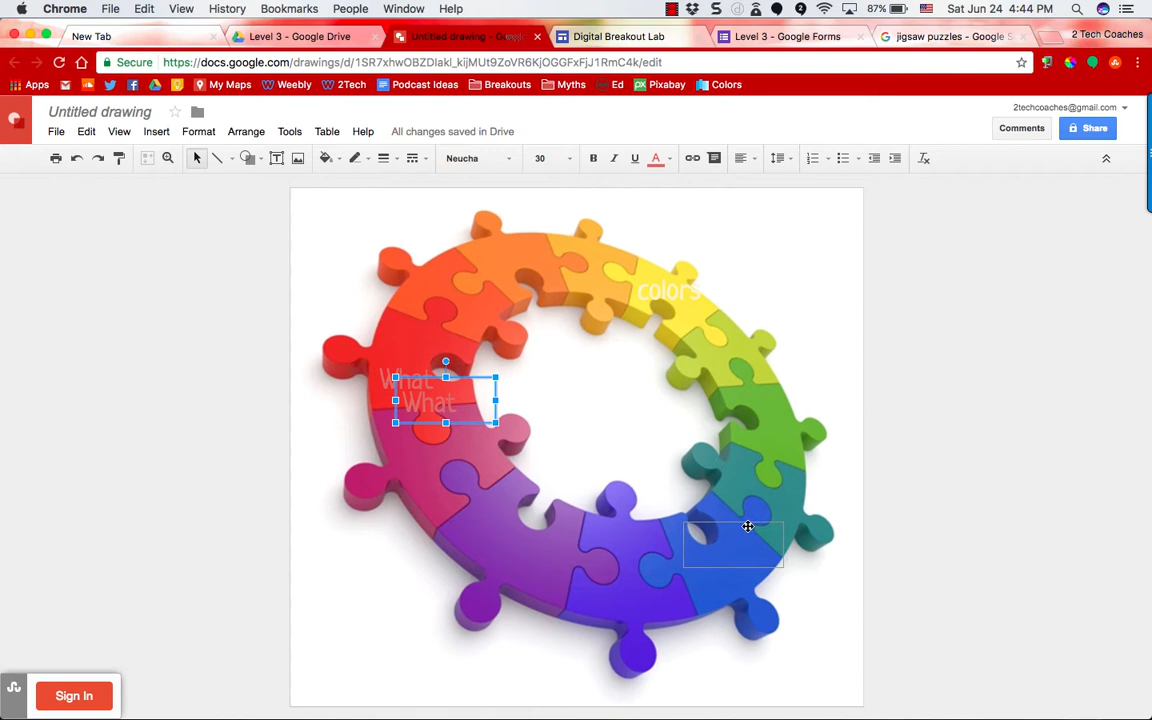 Chrome File Edit View History Bookmarks People Window Help 87% Sat Jun 24 4:44 PM
New Tab Level 3 - Google Drive Untitled drawing - Goog Digital Breakout Lab Level 3 - Google Forms jigsaw puzzles - Google S 2 Tech Coaches
Secure https://docs.google.com/drawings/d/1SR7xhwOBZDIakl_kijMUt9ZoVR6KjOGGFxFjJ1RmC4k/edit
Apps My Maps Weebly 2Tech Podcast Ideas Breakouts Myths Ed Pixabay Colors
Untitled drawing
2techcoaches@gmail.com
File Edit View Insert Format Arrange Tools Table Help All changes saved in Drive
Comments Share
Neucha 30 B I U A
colors
What
What
Sign In